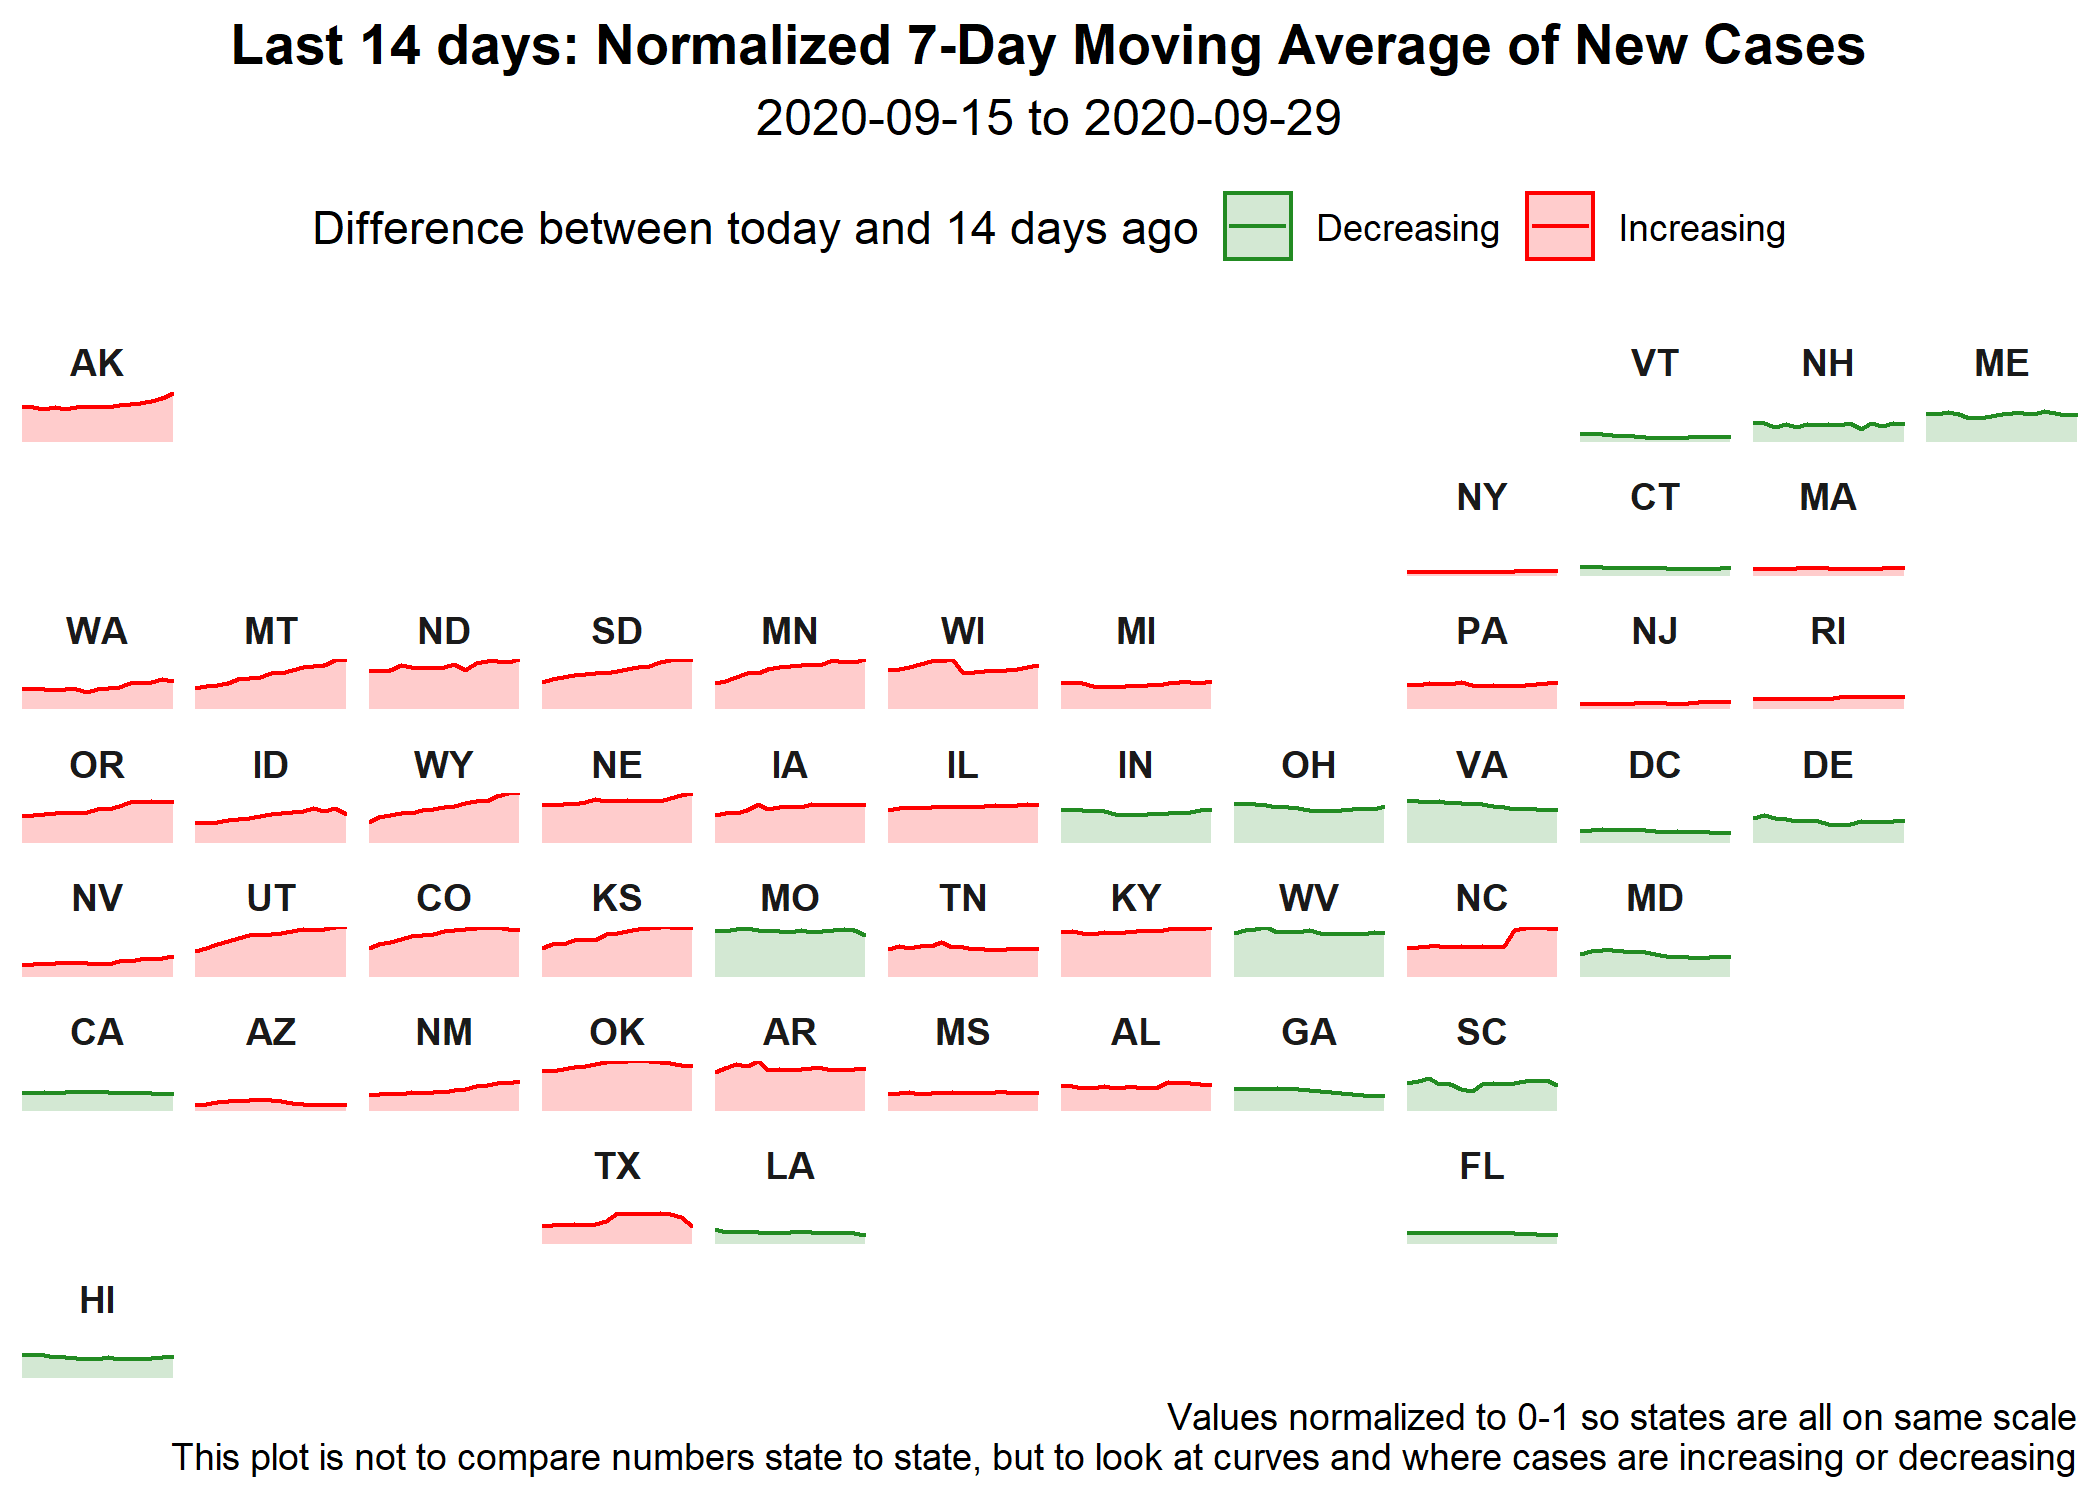 Last 14 days: Normalized 7-Day Moving Average of New Cases
2020-09-15 to 2020-09-29
Difference between today and 14 days ago Decreasing Increasing
AK VT NH ME
NY CT MA
WA MT ND SD MN WI MI PA NJ RI
OR ID WY NE IA IL IN OH VA DC DE
NV UT CO KS MO TN KY WV NC MD
CA AZ NM OK AR MS AL GA SC
TX LA FL
HI
Values normalized to 0-1 so states are all on same scale
This plot is not to compare numbers state to state, but to look at curves and where cases are increasing or decreasing